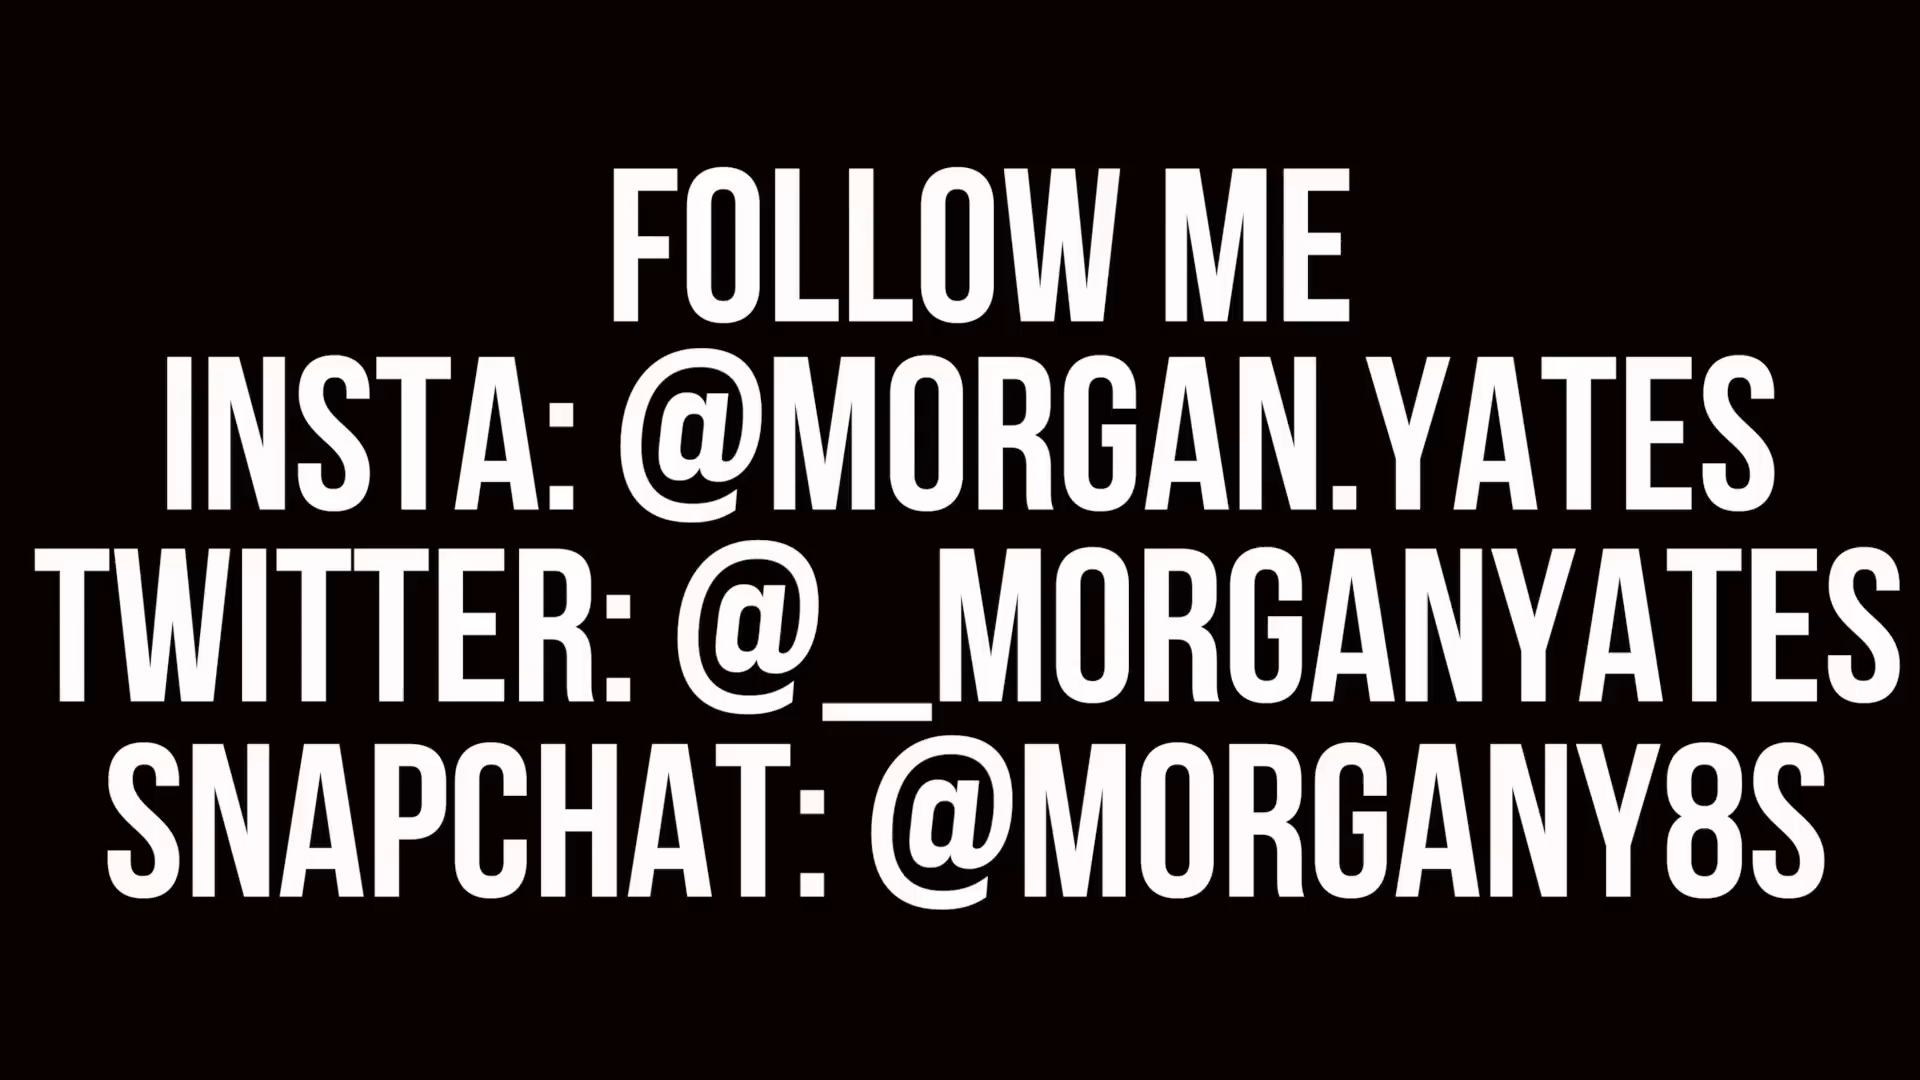 FOLLOW ME
INSTA: @MORGAN.YATES
TWITTER: @_MORGANYATES
SNAPCHAT: @MORGANY8S